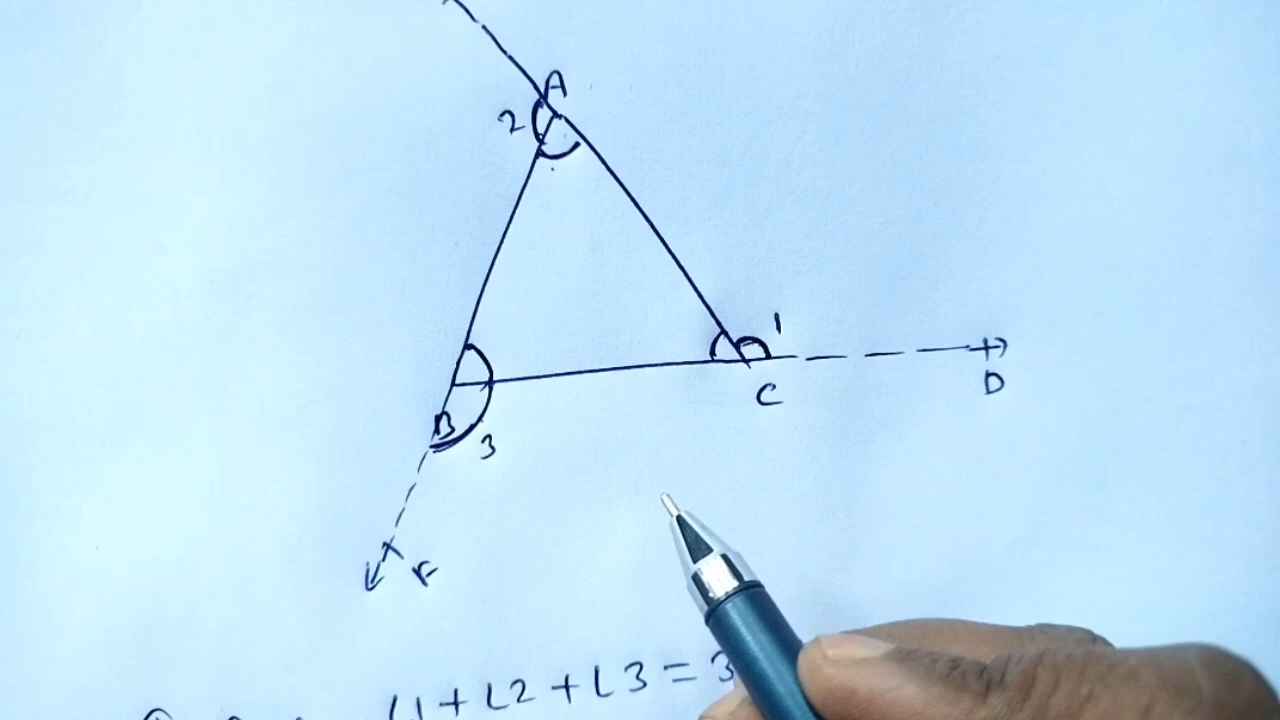 A
2
1
C
D
B
3
F
∠1 + ∠2 + ∠3 = 3